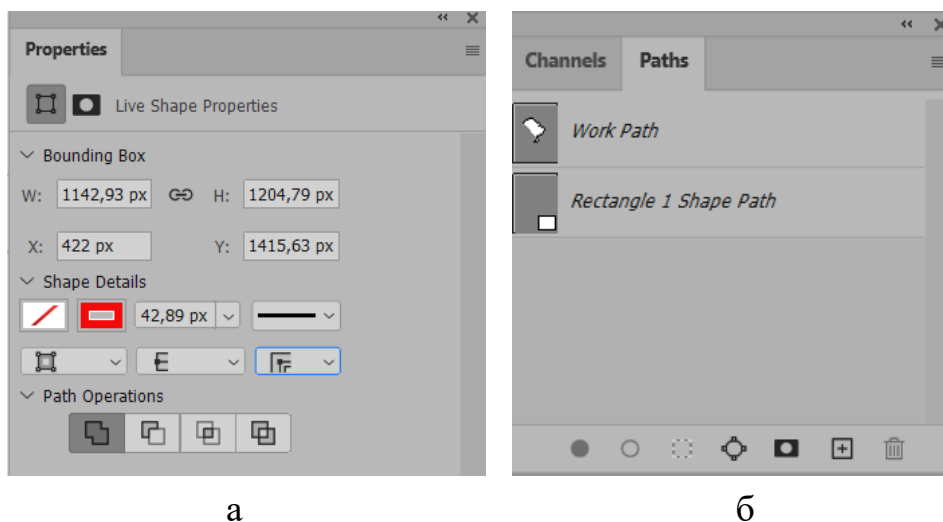 Properties
Live Shape Properties
Bounding Box
W: 1142,93 px H: 1204,79 px
X: 422 px Y: 1415,63 px
Shape Details
42,89 px
Path Operations
а
Channels Paths
Work Path
Rectangle 1 Shape Path
б